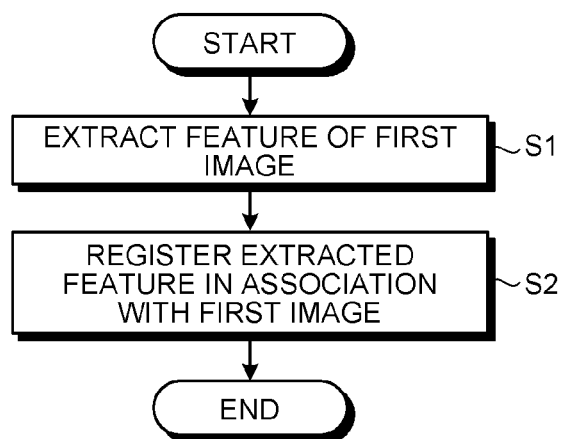 START
EXTRACT FEATURE OF FIRST
IMAGE
S1
REGISTER EXTRACTED
FEATURE IN ASSOCIATION
WITH FIRST IMAGE
S2
END